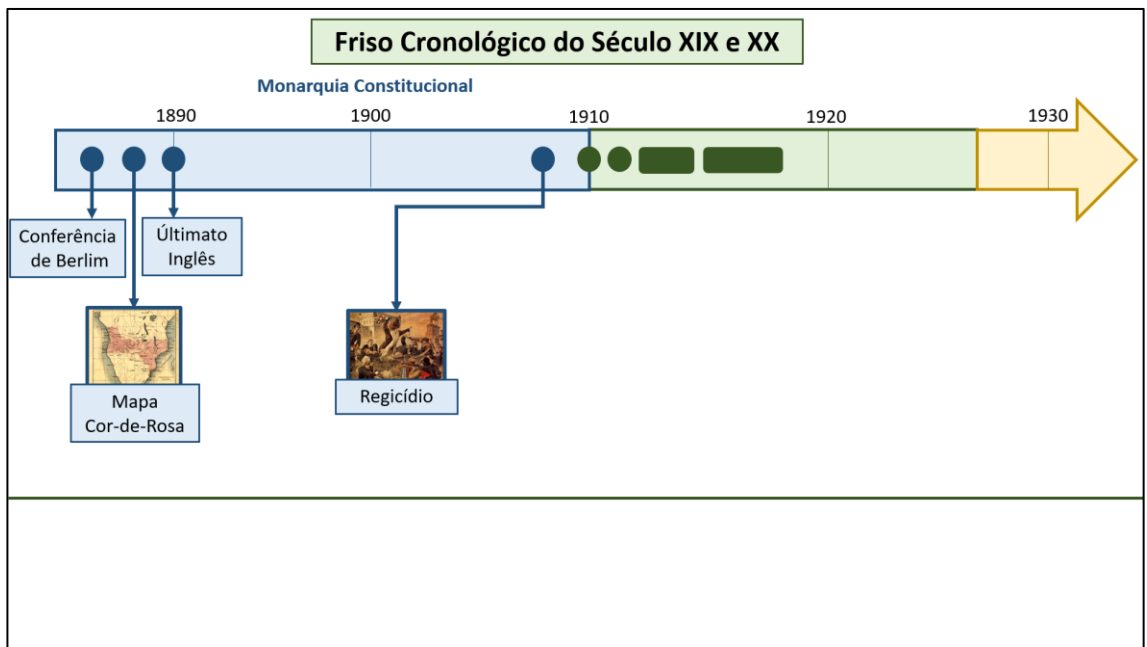 Friso Cronológico do Século XIX e XX
Monarquia Constitucional
1890
1900
1910
1920
1930
Conferência
de Berlim
Últimato
Inglês
Mapa
Cor-de-Rosa
Regicídio